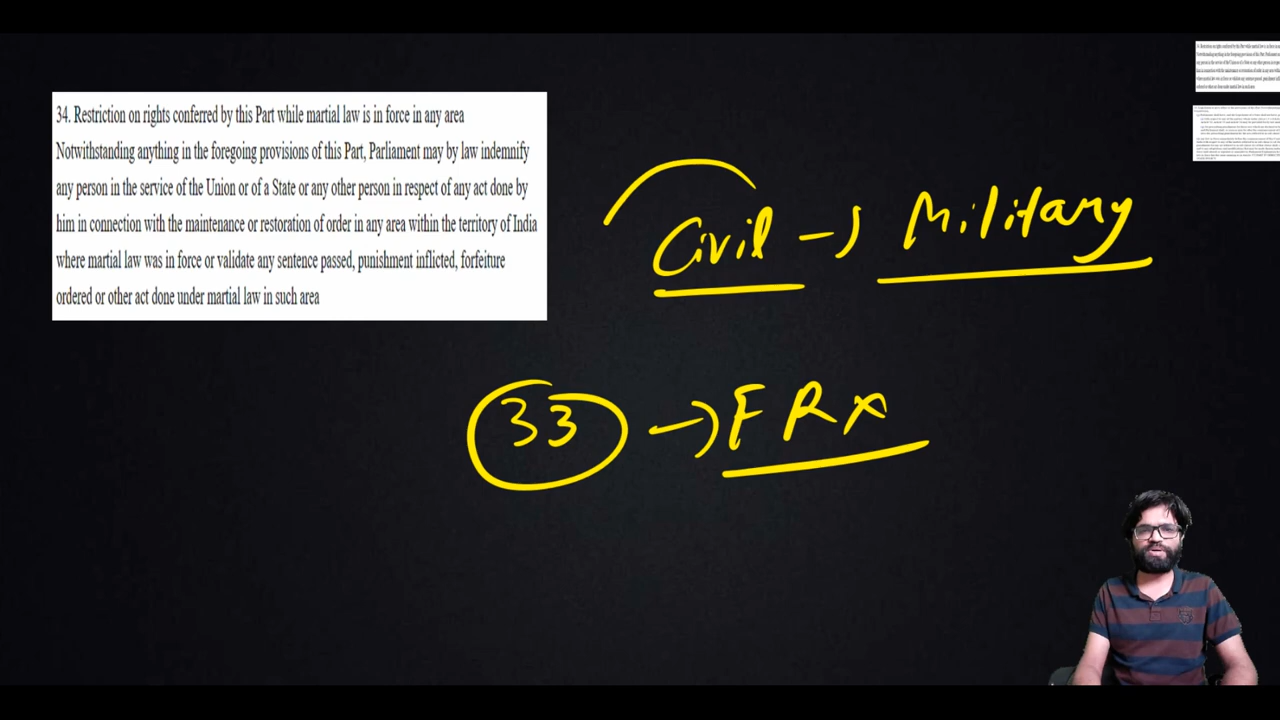 34. Restriction on rights conferred by this Part while martial law is in force in any area
Notwithstanding anything in the foregoing provisions of this Part, Parliament may by law indemnify
any person in the service of the Union or of a State or any other person in respect of any act done by
him in connection with the maintenance or restoration of order in any area within the territory of India
where martial law was in force or validate any sentence passed, punishment inflicted, forfeiture
ordered or other act done under martial law in such area
Civil → Military
33 → FRx